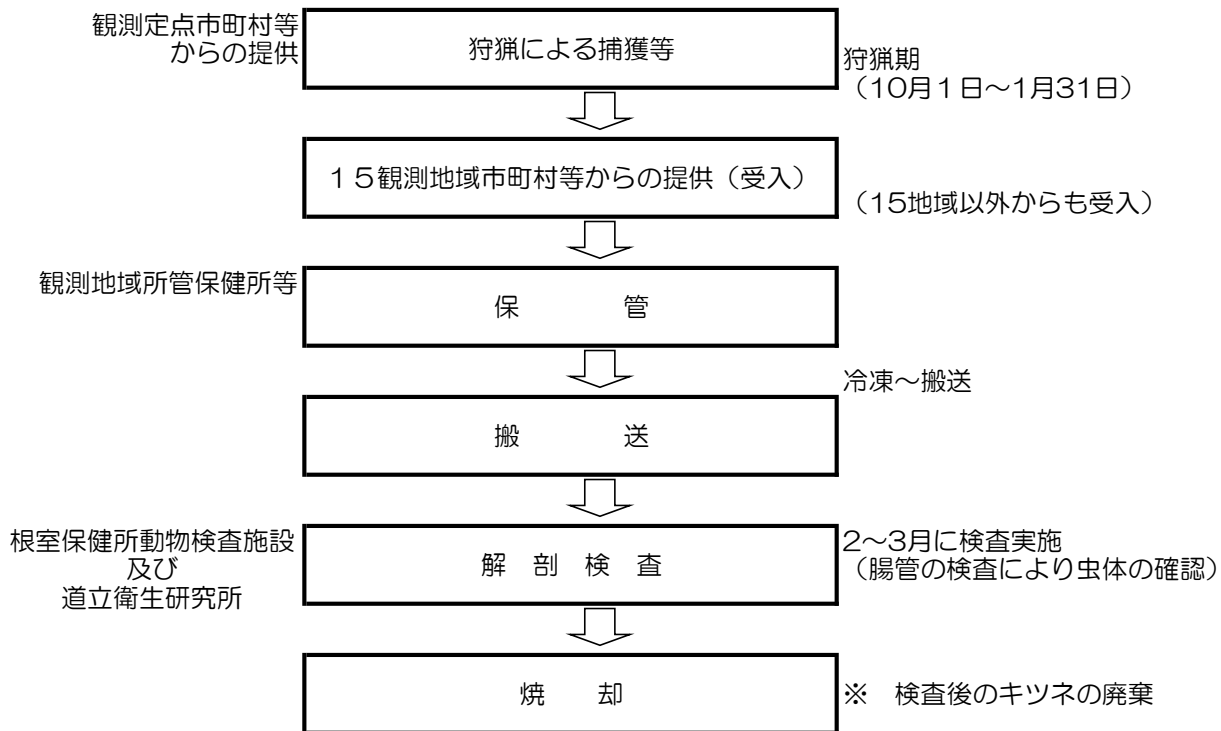 観測定点市町村等
からの提供
狩猟による捕獲等
狩猟期
（10月１日～1月31日）
１５観測地域市町村等からの提供（受入）
（15地域以外からも受入）
観測地域所管保健所等
保　　　管
冷凍～搬送
搬　　　送
根室保健所動物検査施設
及び
道立衛生研究所
解　剖　検　査
2～3月に検査実施
（腸管の検査により虫体の確認）
焼　　却
※　検査後のキツネの廃棄